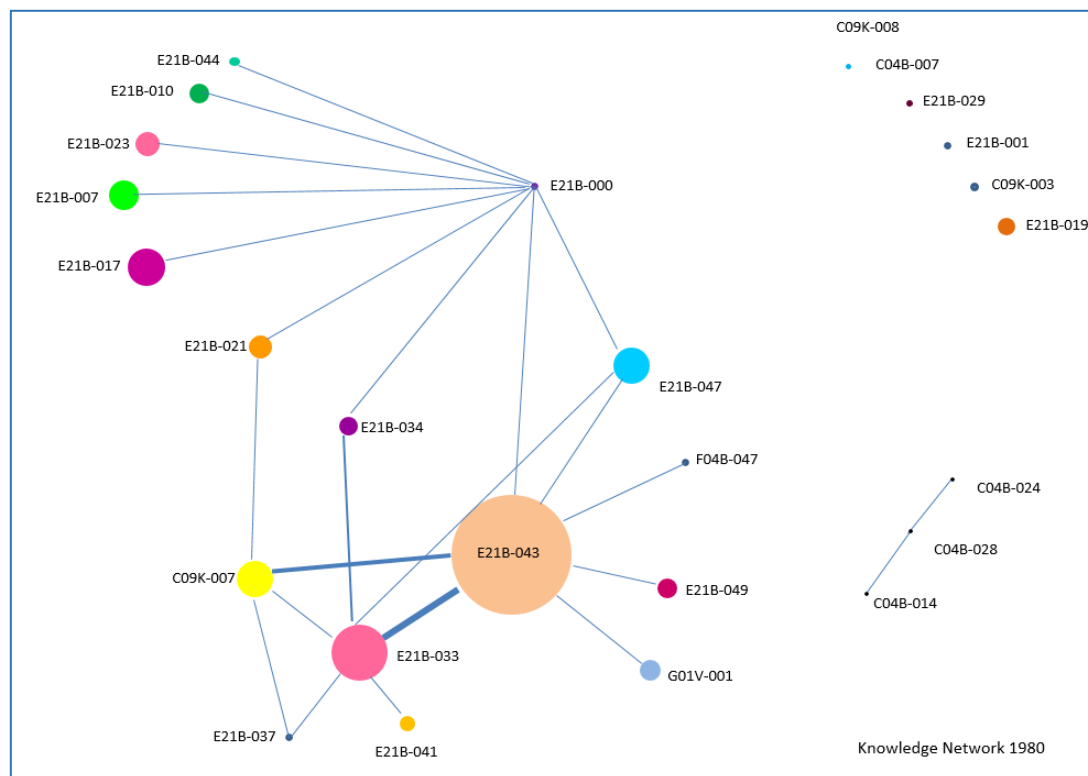 C09K-008
E21B-044
C04B-007
E21B-010
E21B-029
E21B-023
E21B-001
E21B-000
C09K-003
E21B-007
E21B-019
E21B-017
E21B-021
E21B-047
E21B-034
F04B-047
C04B-024
E21B-043
C04B-028
C09K-007
E21B-049
C04B-014
E21B-033
G01V-001
E21B-037
E21B-041
Knowledge Network 1980